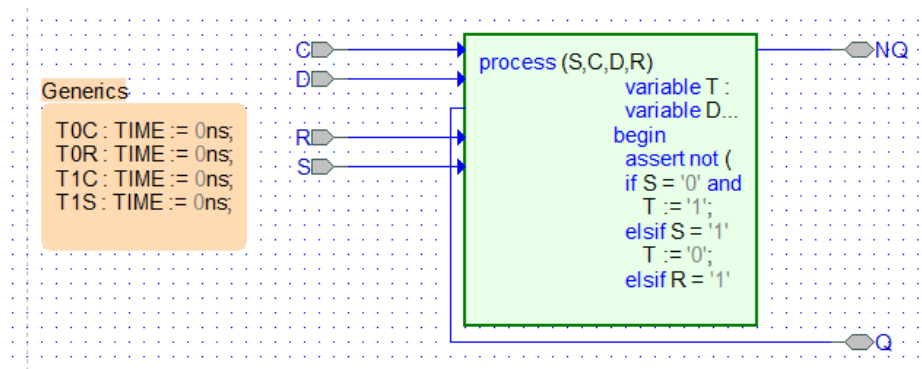 C
D
R
S
NQ
Q
Generics
T0C : TIME := 0ns;
T0R : TIME := 0ns;
T1C : TIME := 0ns;
T1S : TIME := 0ns;
process (S,C,D,R)
variable T :
variable D...
begin
assert not (
if S = '0' and
T := '1';
elsif S = '1'
T := '0';
elsif R = '1'